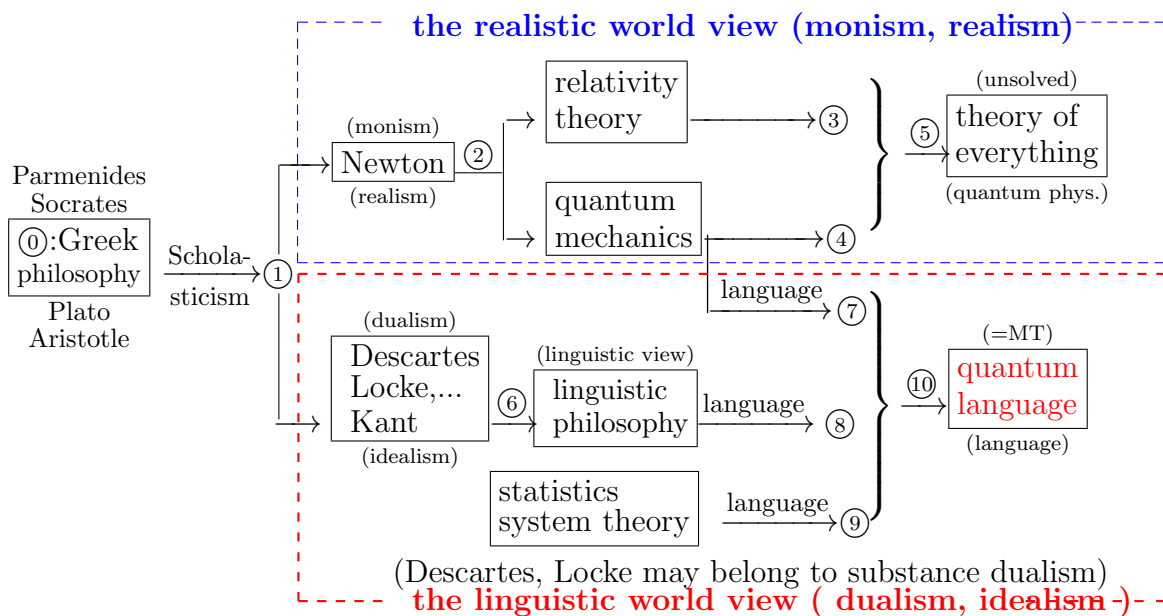 the realistic world view (monism, realism)
Parmenides
Socrates
⓪:Greek
philosophy
Plato
Aristotle
Schola-
sticism
①
(monism)
Newton
(realism)
②
relativity
theory
③
quantum
mechanics
④
⑤
(unsolved)
theory of
everything
(quantum phys.)
language
⑦
(dualism)
Descartes
Locke,...
Kant
(idealism)
⑥
(linguistic view)
linguistic
philosophy
language
⑧
statistics
system theory
language
⑨
⑩
(=MT)
quantum
language
(language)
(Descartes, Locke may belong to substance dualism)
the linguistic world view ( dualism, idealism )